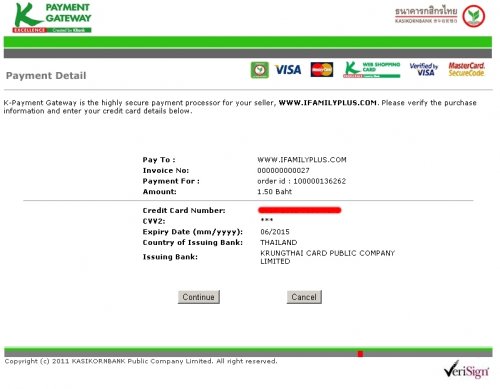 K PAYMENT GATEWAY
EXCELLENCE Created by KBank
ธนาคารกสิกรไทย
KASIKORNBANK 开泰银行
Payment Detail
VISA MasterCard K WEB SHOPPING CARD Verified by VISA MasterCard. SecureCode
K-Payment Gateway is the highly secure payment processor for your seller, WWW.IFAMILYPLUS.COM. Please verify the purchase
information and enter your credit card details below.
Pay To : WWW.IFAMILYPLUS.COM
Invoice No: 000000000027
Payment For : order id : 100000136262
Amount: 1.50 Baht
Credit Card Number:
CVV2: ***
Expiry Date (mm/yyyy): 06/2015
Country of Issuing Bank: THAILAND
Issuing Bank: KRUNGTHAI CARD PUBLIC COMPANY
LIMITED
Continue Cancel
Copyright (c) 2011 KASIKORNBANK Public Company Limited. All right reserved.
VeriSign